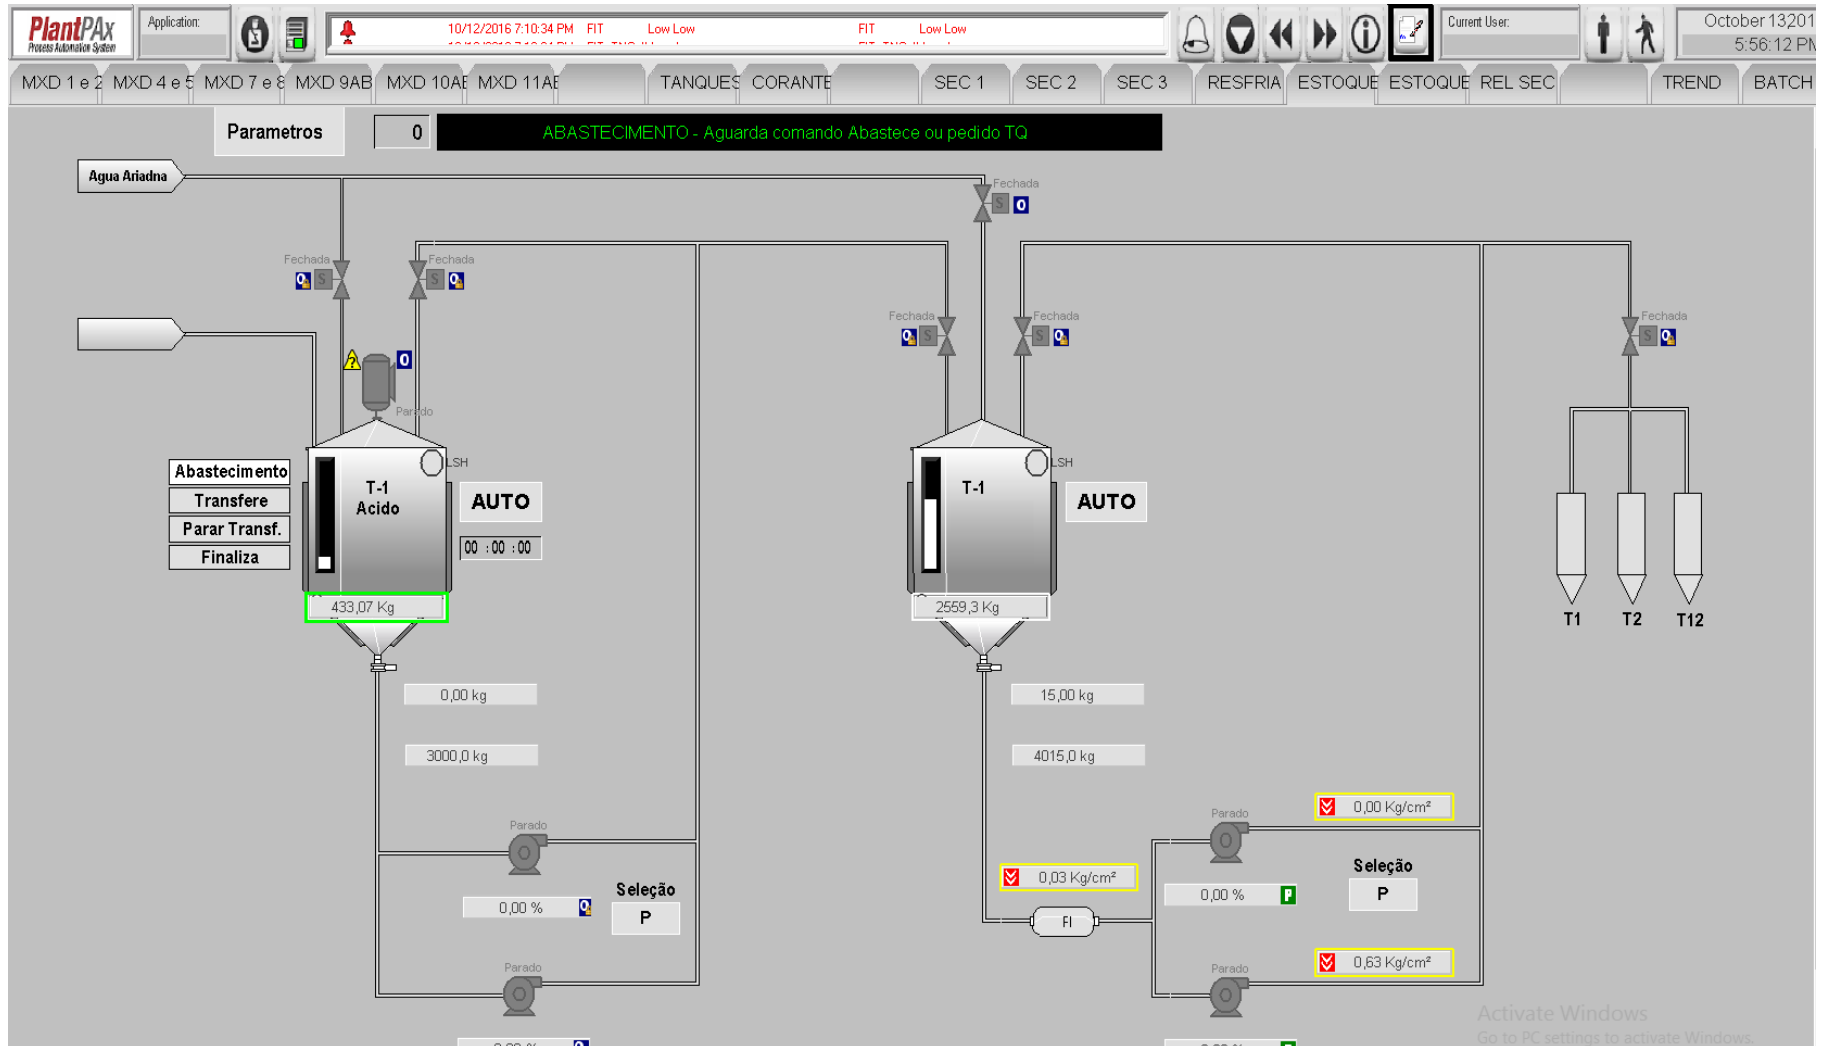 PlantPAx
Process Automation System
Application:
10/12/2016 7:10:34 PM FIT Low Low FIT Low Low
Current User:
October 13201
5:56:12 PM
MXD 1 e 2 MXD 4 e 5 MXD 7 e 8 MXD 9AB MXD 10AE MXD 11AE TANQUES CORANTE SEC 1 SEC 2 SEC 3 RESFRIA ESTOQUE ESTOQUE REL SEC TREND BATCH
Parametros
0
ABASTECIMENTO - Aguarda comando Abastece ou pedido TQ
Agua Ariadna
Fechada
S O
Fechada
O S
Fechada
S O
Fechada
O S
Fechada
S O
Fechada
S O
? O
Parado
Abastecimento
Transfere
Parar Transf.
Finaliza
LSH
T-1
Acido
AUTO
00 :00 :00
433,07 Kg
LSH
T-1
AUTO
2559,3 Kg
T1 T2 T12
0,00 kg
3000,0 kg
15,00 kg
4015,0 kg
Parado
0,00 % O
Seleção
P
Parado
0,03 Kg/cm²
FI
Parado
0,00 Kg/cm²
0,00 % P
Seleção
P
0,63 Kg/cm²
Parado
Activate Windows
Go to PC settings to activate Windows.